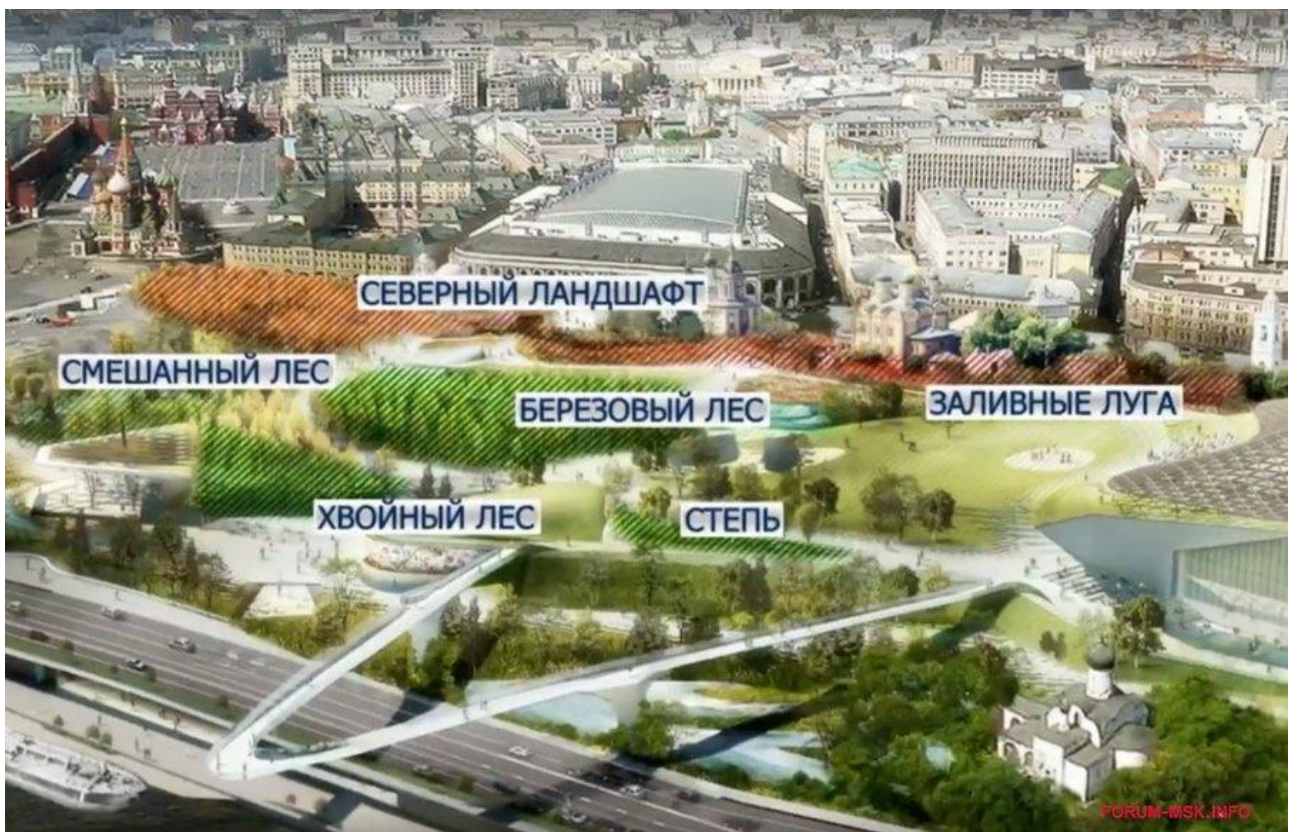 СЕВЕРНЫЙ ЛАНДШАФТ
СМЕШАННЫЙ ЛЕС
БЕРЕЗОВЫЙ ЛЕС
ЗАЛИВНЫЕ ЛУГА
ХВОЙНЫЙ ЛЕС
СТЕПЬ
FORUM-MSK.INFO